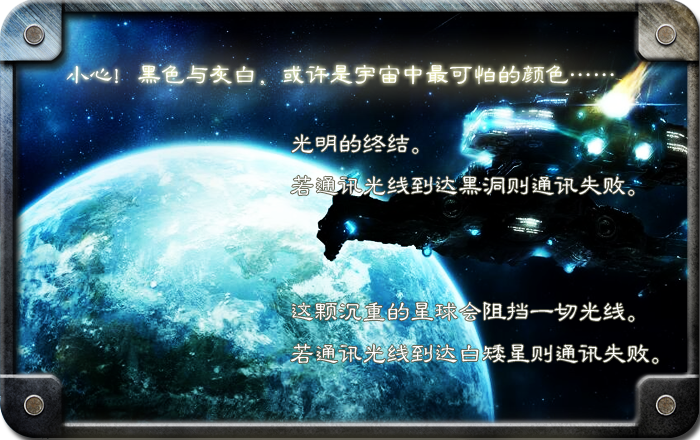 小心！黑色与变白，或许是宇宙中最可怕的颜色……
光明的终结。
若通讯光线到达黑洞则通讯失败。
这颗沉重的星球会阻挡一切光线。
若通讯光线到达白矮星则通讯失败。